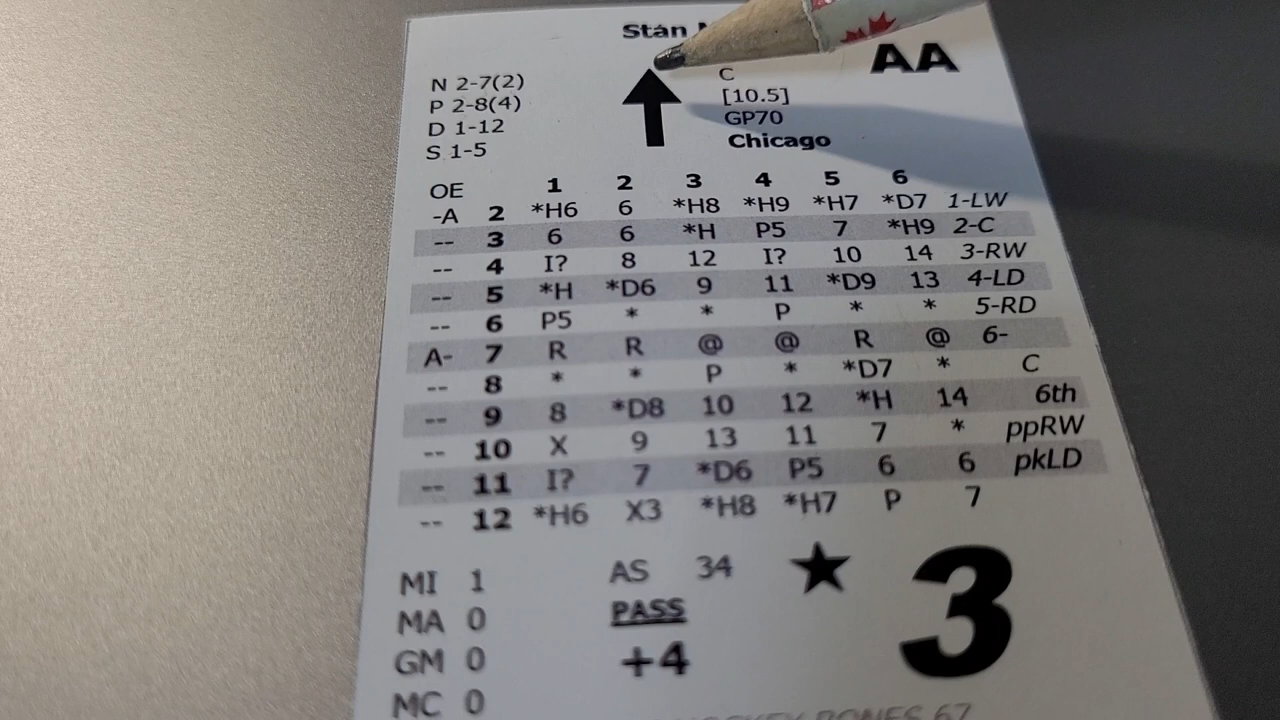 Stán
AA
N 2-7(2) C
P 2-8(4) [10.5]
D 1-12 GP70
S 1-5 Chicago
OE 1 2 3 4 5 6
-A 2 *H6 6 *H8 *H9 *H7 *D7 1-LW
-- 3 6 6 *H P5 7 *H9 2-C
-- 4 I? 8 12 I? 10 14 3-RW
-- 5 *H *D6 9 11 *D9 13 4-LD
-- 6 P5 * * P * * 5-RD
A- 7 R R @ @ R @ 6-
-- 8 * * P * *D7 * C
-- 9 8 *D8 10 12 *H 14 6th
-- 10 X 9 13 11 7 * ppRW
-- 11 I? 7 *D6 P5 6 6 pkLD
-- 12 *H6 X3 *H8 *H7 P 7
MI 1 AS 34 ★ 3
MA 0 PASS
GM 0 +4
MC 0
BONES 67